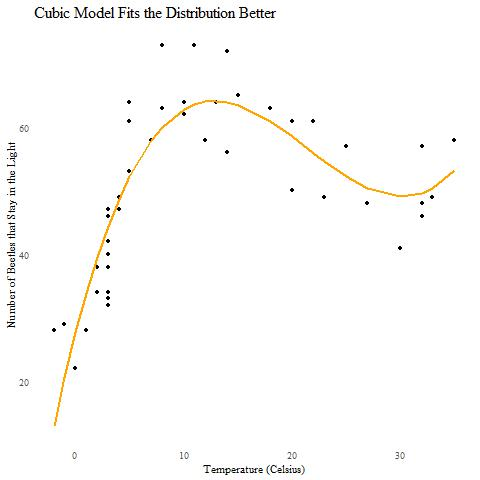 Cubic Model Fits the Distribution Better
Number of Beetles that Stay in the Light
60
40
20
0
10
20
30
Temperature (Celsius)